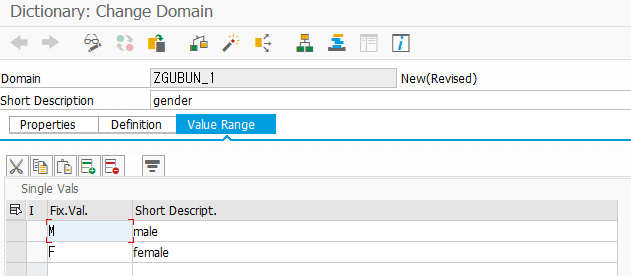 Dictionary: Change Domain
Domain ZGUBUN_1 New(Revised)
Short Description gender
Properties Definition Value Range
Single Vals
I Fix.Val. Short Descript.
M male
F female